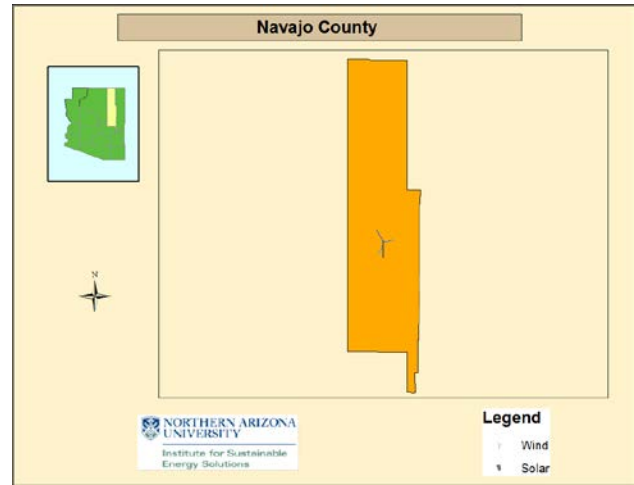 Navajo County
N
NORTHERN ARIZONA
UNIVERSITY
Institute for Sustainable
Energy Solutions
Legend
Wind
Solar